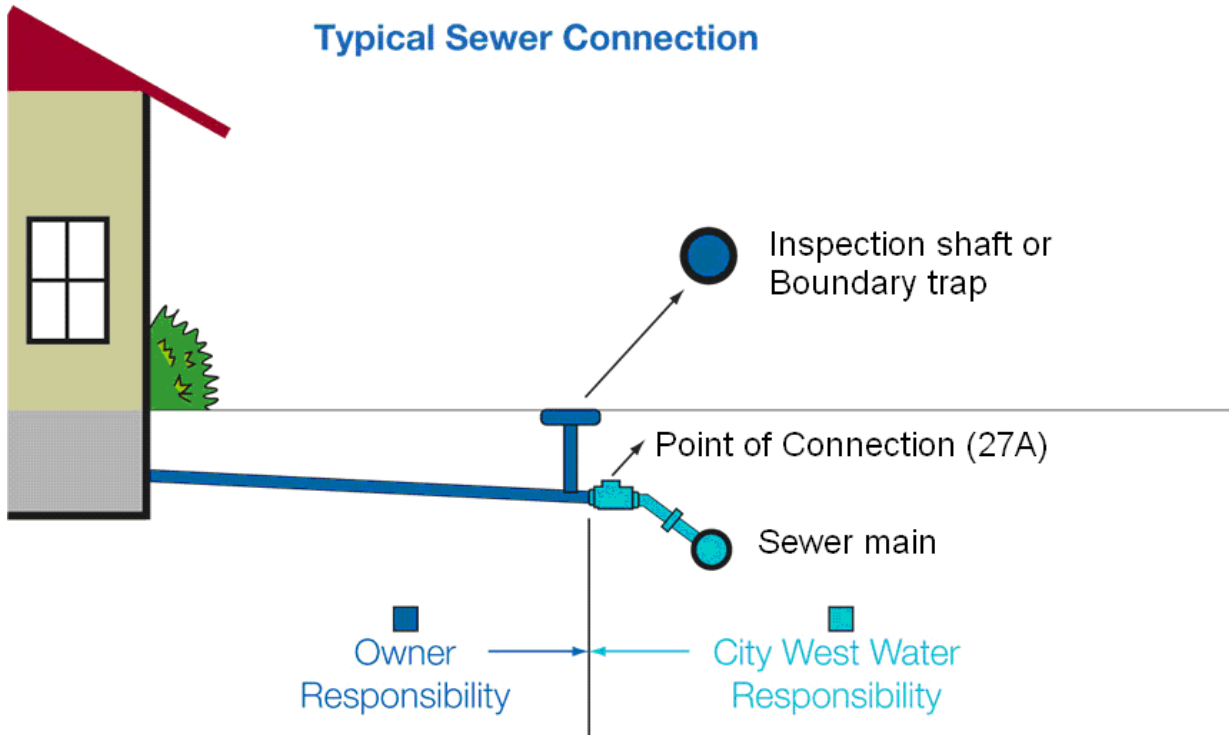 Typical Sewer Connection
Inspection shaft or
Boundary trap
Point of Connection (27A)
Sewer main
Owner
Responsibility
City West Water
Responsibility